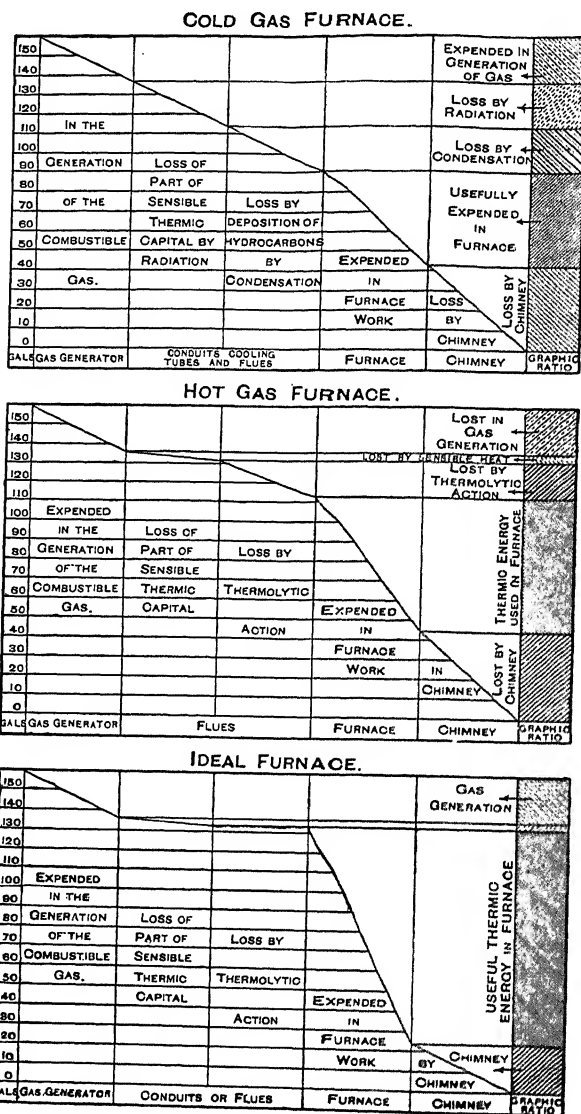 COLD GAS FURNACE.
150
140
130
120
110
100
90
80
70
60
50
40
30
20
10
0
IN THE
GENERATION
OF THE
COMBUSTIBLE
GAS.
LOSS OF
PART OF
SENSIBLE
THERMIC
CAPITAL BY
RADIATION
LOSS BY
DEPOSITION OF
HYDROCARBONS
BY
CONDENSATION
EXPENDED
IN
FURNACE
WORK
LOSS
BY
CHIMNEY
EXPENDED IN
GENERATION
OF GAS
LOSS BY
RADIATION
LOSS BY
CONDENSATION
USEFULLY
EXPENDED
IN
FURNACE
LOSS BY
CHIMNEY
CALS
GAS GENERATOR
CONDUITS COOLING
TUBES AND FLUES
FURNACE
CHIMNEY
GRAPHIC
RATIO
HOT GAS FURNACE.
150
140
130
120
110
100
90
80
70
60
50
40
30
20
10
0
EXPENDED
IN THE
GENERATION
OF THE
COMBUSTIBLE
GAS.
LOSS OF
PART OF
SENSIBLE
THERMIC
CAPITAL
LOSS BY
THERMOLYTIC
ACTION
EXPENDED
IN
FURNACE
WORK
IN
CHIMNEY
LOST IN
GAS
GENERATION
LOST BY SENSIBLE HEAT
LOST BY
THERMOLYTIC
ACTION
THERMIC ENERGY
USED IN FURNACE
LOST BY
CHIMNEY
GAS GENERATOR
FLUES
FURNACE
CHIMNEY
GRAPHIC
RATIO
IDEAL FURNACE.
150
140
130
120
110
100
90
80
70
60
50
40
30
20
10
0
EXPENDED
IN THE
GENERATION
OF THE
COMBUSTIBLE
GAS.
LOSS OF
PART OF
SENSIBLE
THERMIC
CAPITAL
LOSS BY
THERMOLYTIC
ACTION
EXPENDED
IN
FURNACE
WORK
BY
CHIMNEY
GAS
GENERATION
USEFUL THERMIC
ENERGY IN FURNACE
CHIMNEY
GAS GENERATOR
CONDUITS OR FLUES
FURNACE
CHIMNEY
GRAPHIC
RATIO